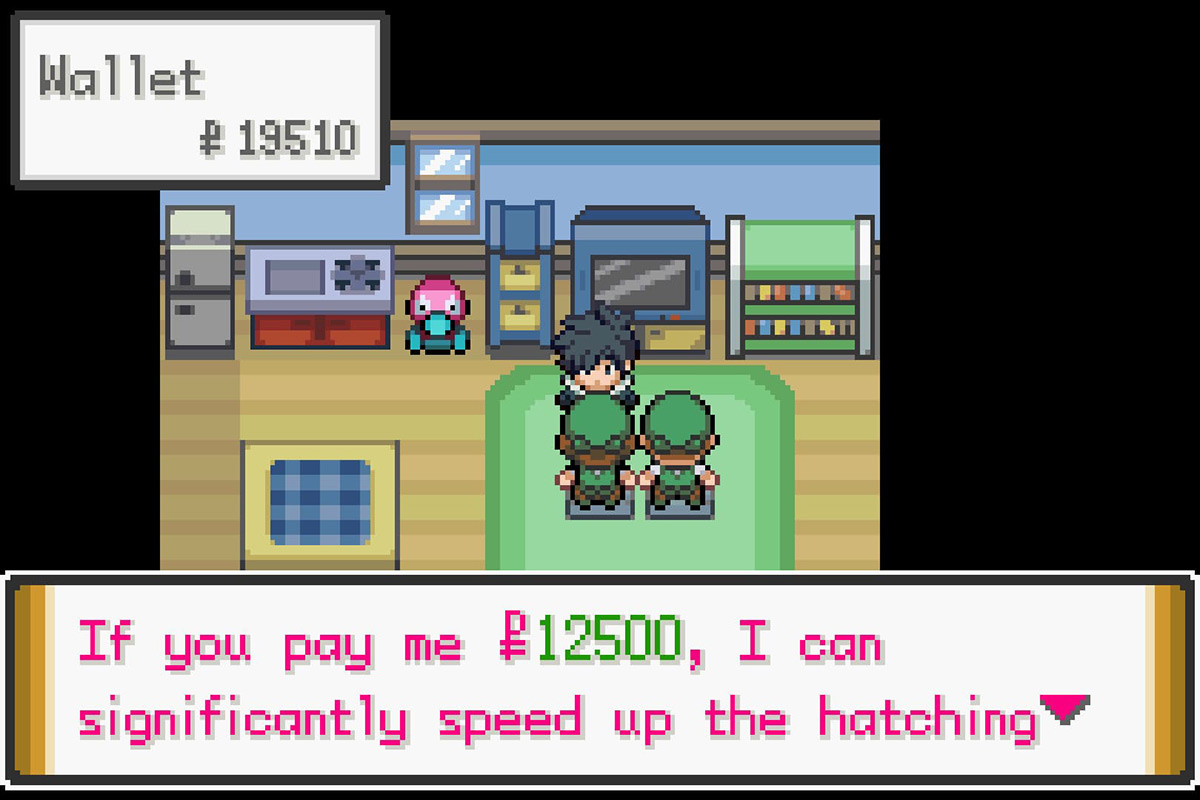 Wallet
₽ 19510
If you pay me ₽12500, I can
significantly speed up the hatching